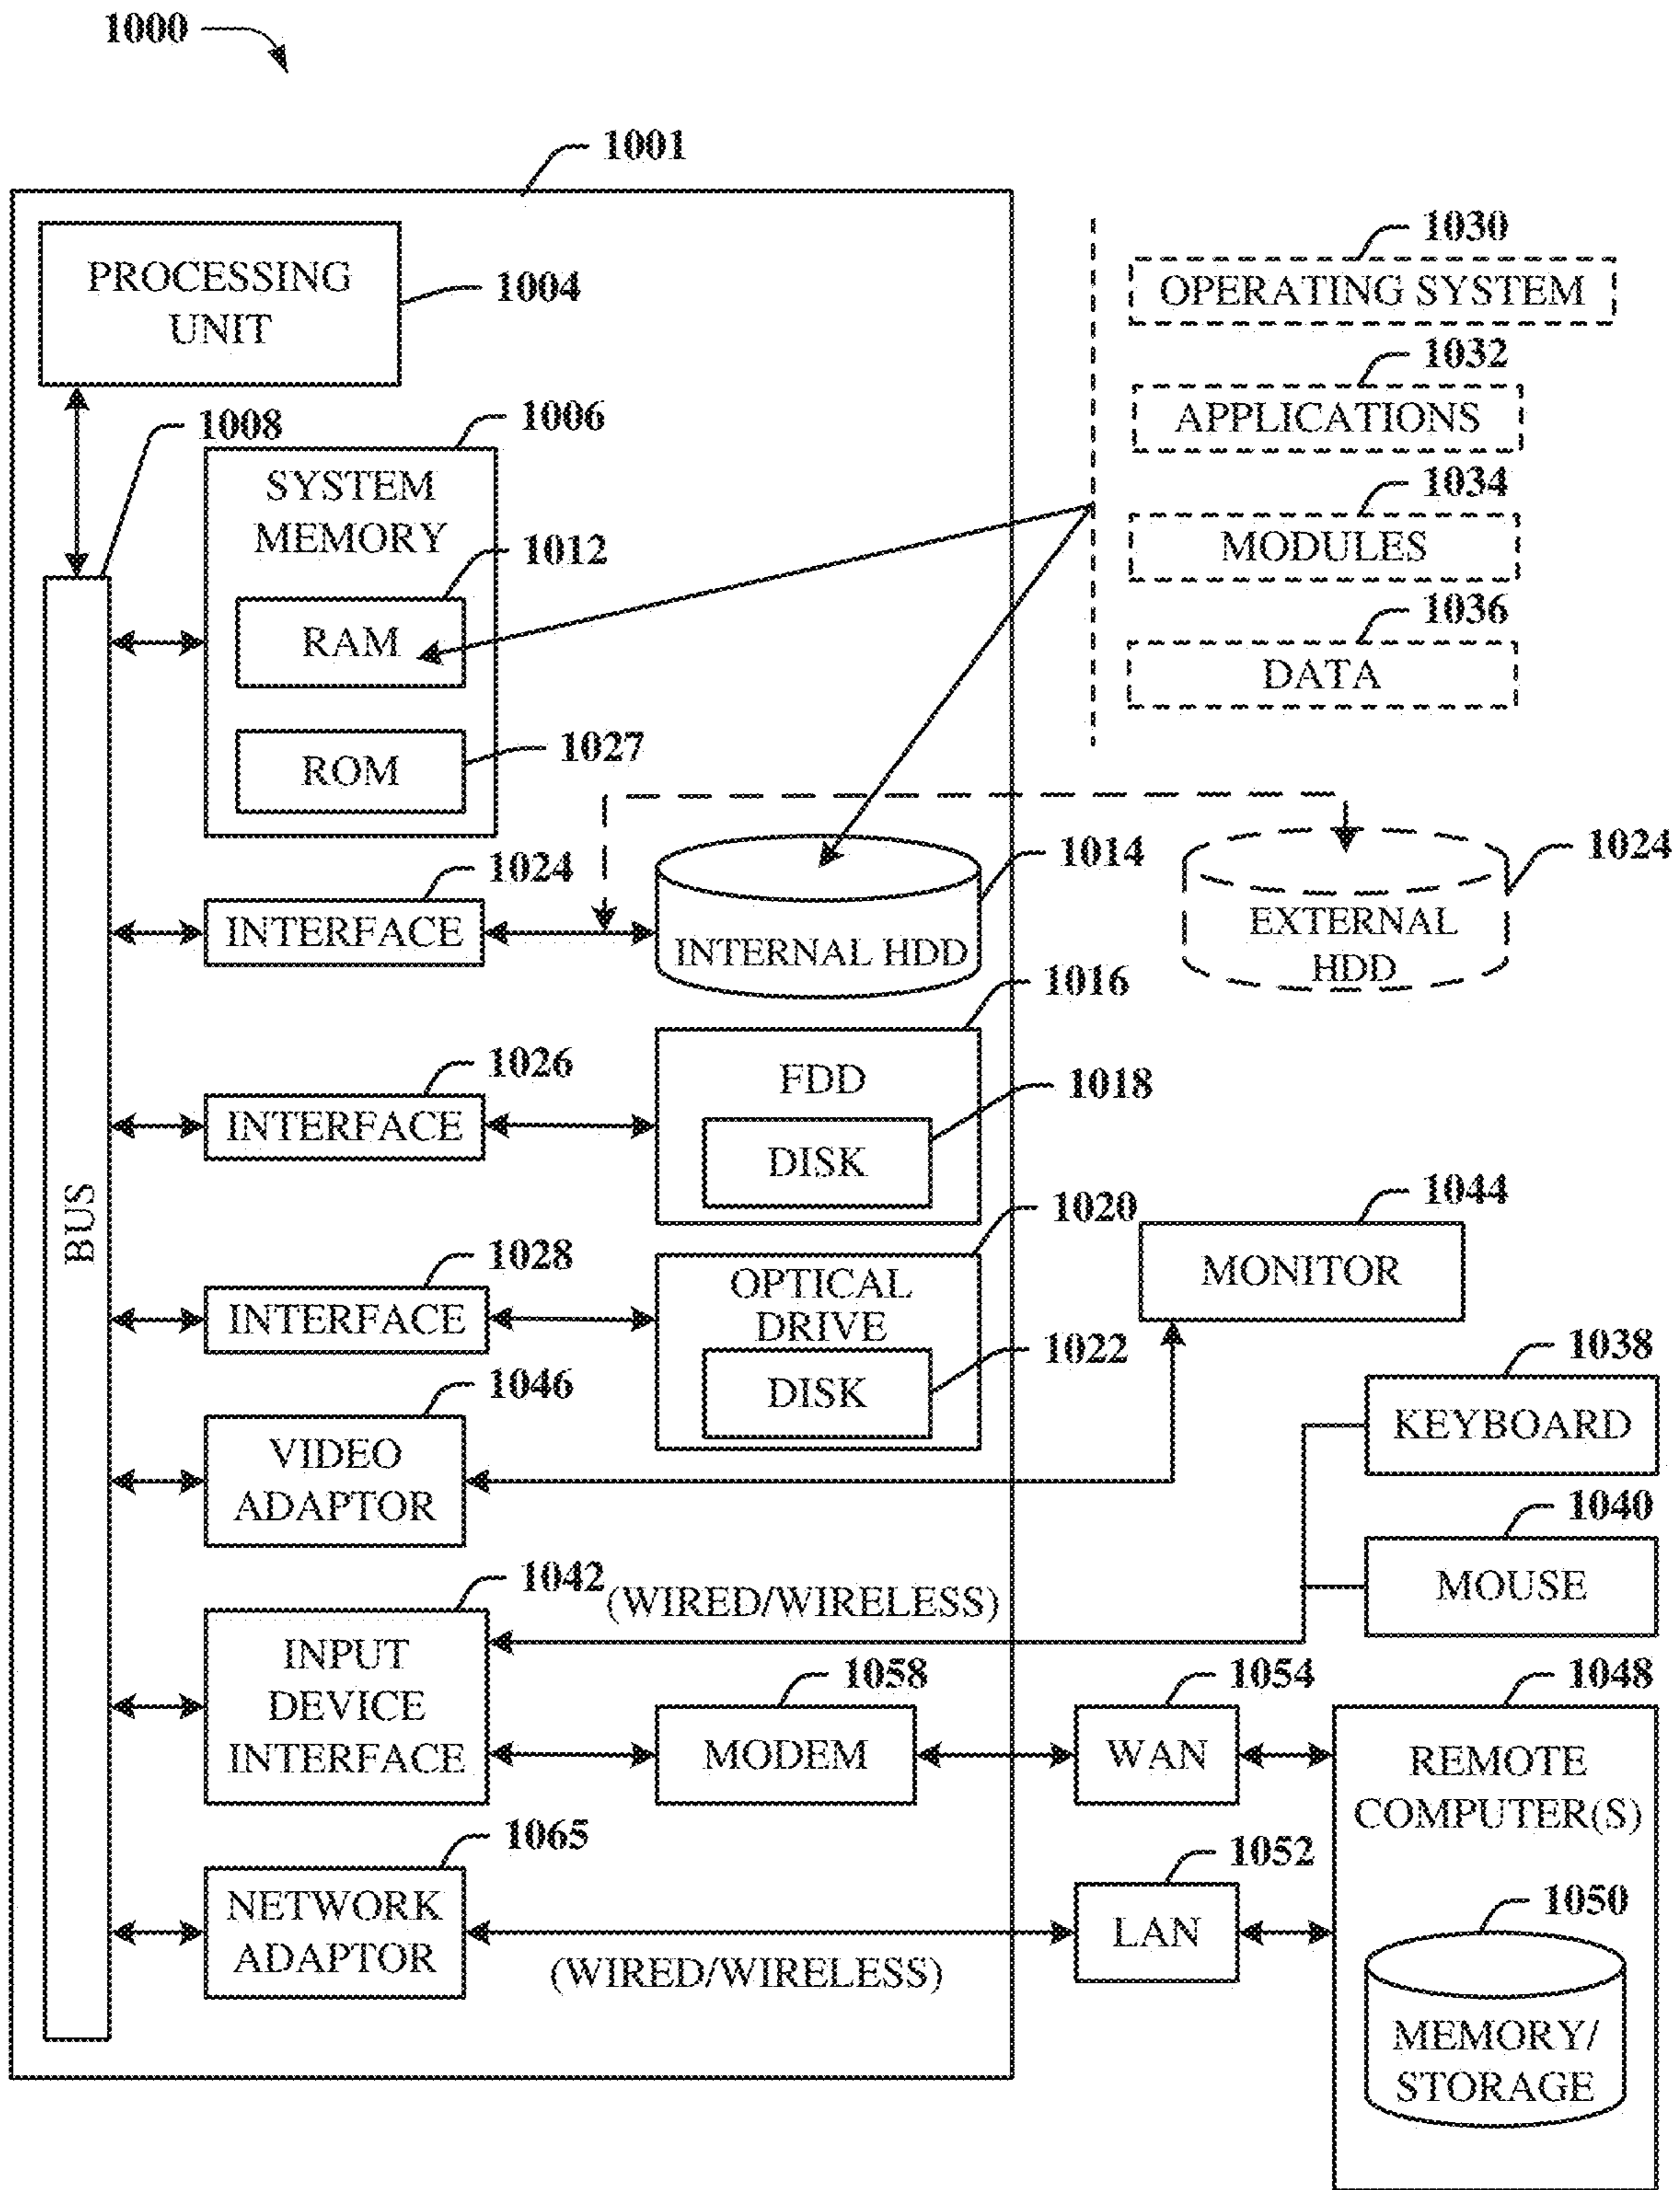 1000
1001
PROCESSING
UNIT
1004
1030
OPERATING SYSTEM
1032
APPLICATIONS
1034
MODULES
1036
DATA
1008
1006
SYSTEM
MEMORY
1012
RAM
1027
ROM
1024
INTERFACE
1014
INTERNAL HDD
1024
EXTERNAL
HDD
1026
INTERFACE
1016
FDD
1018
DISK
BUS
1028
INTERFACE
1020
OPTICAL
DRIVE
1022
DISK
1044
MONITOR
1046
VIDEO
ADAPTOR
1038
KEYBOARD
1040
MOUSE
1042
(WIRED/WIRELESS)
INPUT
DEVICE
INTERFACE
1058
MODEM
1054
WAN
1048
REMOTE
COMPUTER(S)
1065
NETWORK
ADAPTOR
(WIRED/WIRELESS)
1052
LAN
1050
MEMORY/
STORAGE